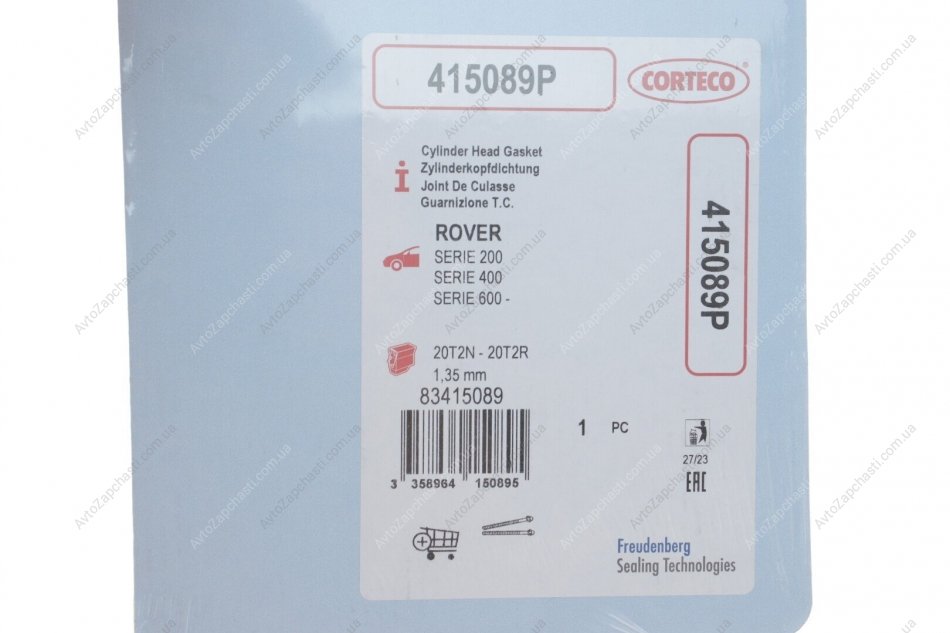 415089P
CORTECO
Cylinder Head Gasket
Zylinderkopfdichtung
Joint De Culasse
Guarnizione T.C.
ROVER
SERIE 200
SERIE 400
SERIE 600 -
415089P
20T2N - 20T2R
1,35 mm
83415089
1 PC
27/23
EAC
3 358964 150895
Freudenberg
Sealing Technologies
AvtoZapchasti.com.ua